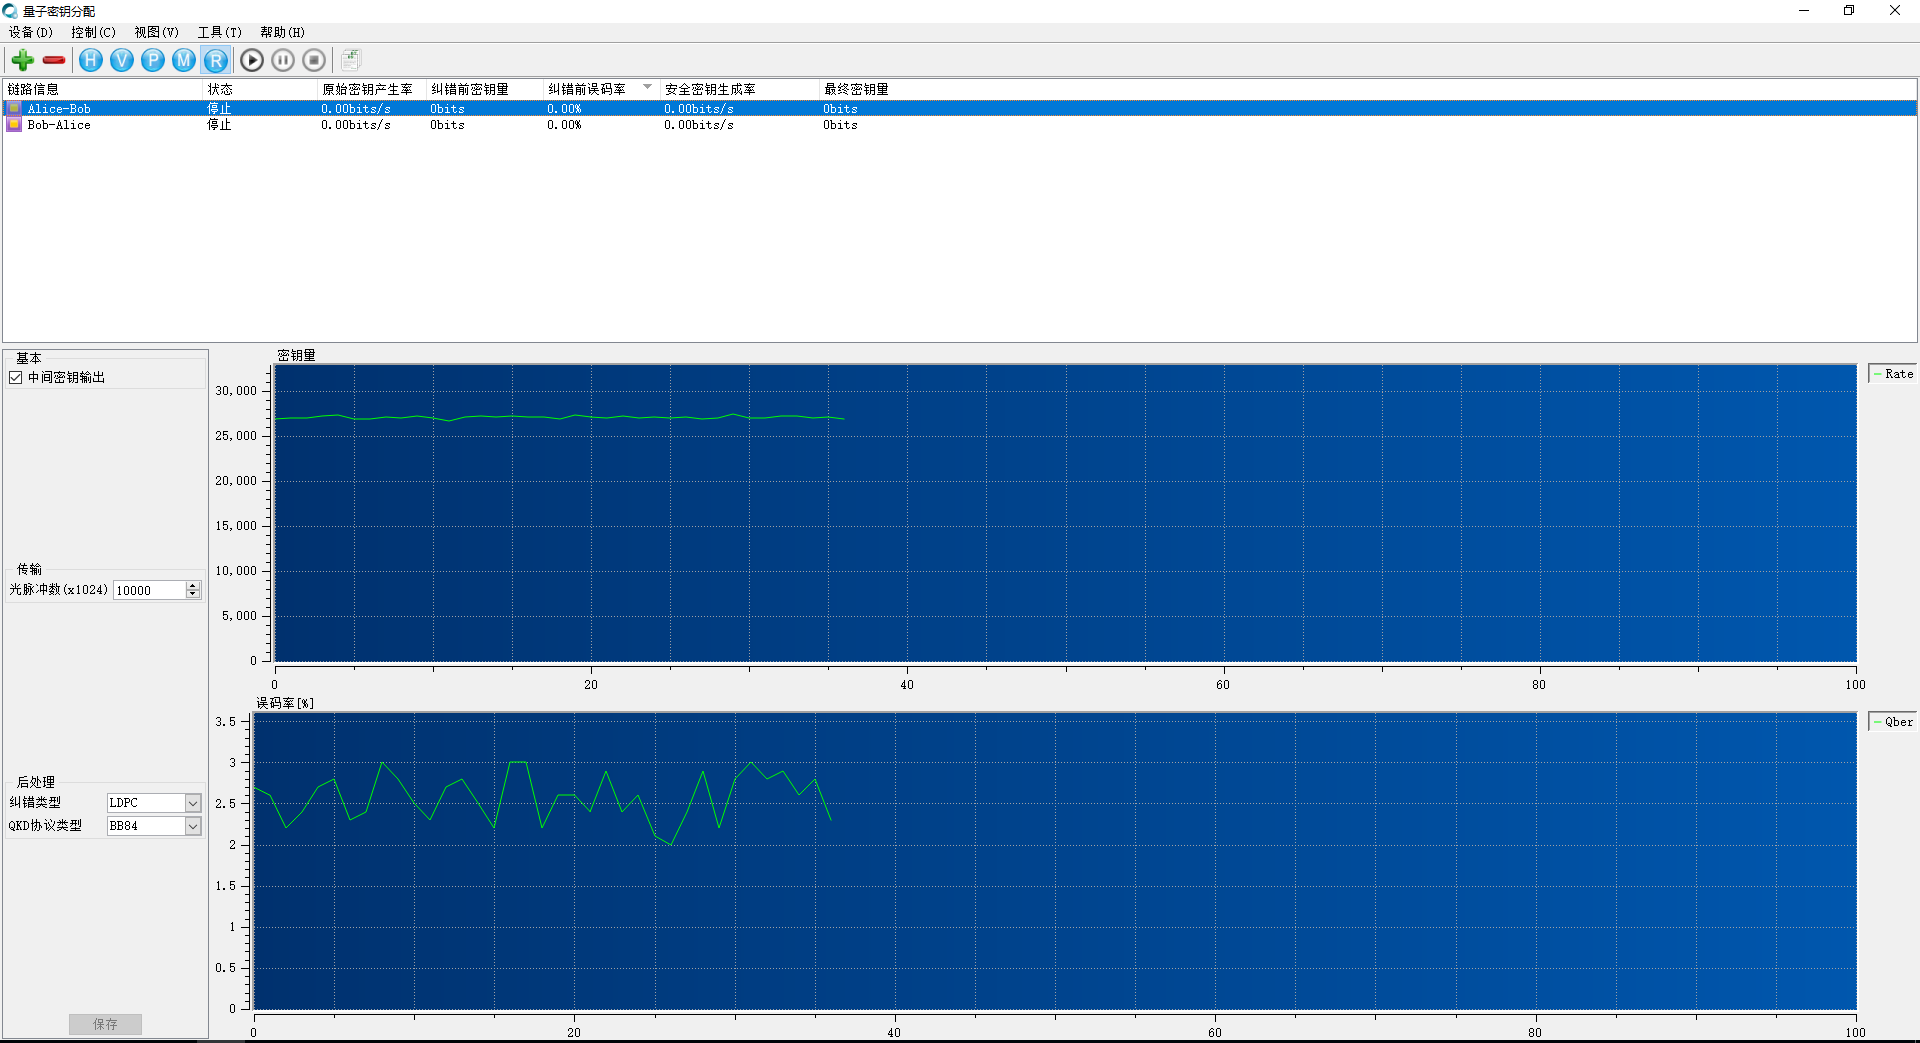 量子密钥分配
设备(D) 控制(C) 视图(V) 工具(T) 帮助(H)
H V P M R
链路信息 状态 原始密钥产生率 纠错前密钥量 纠错前误码率 安全密钥生成率 最终密钥量
Alice-Bob 停止 0.00bits/s 0bits 0.00% 0.00bits/s 0bits
Bob-Alice 停止 0.00bits/s 0bits 0.00% 0.00bits/s 0bits
基本
中间密钥输出
传输
光脉冲数(x1024) 10000
后处理
纠错类型 LDPC
QKD协议类型 BB84
保存
密钥量
Rate
30,000
25,000
20,000
15,000
10,000
5,000
0
0 20 40 60 80 100
误码率[%]
Qber
3.5
3
2.5
2
1.5
1
0.5
0
0 20 40 60 80 100